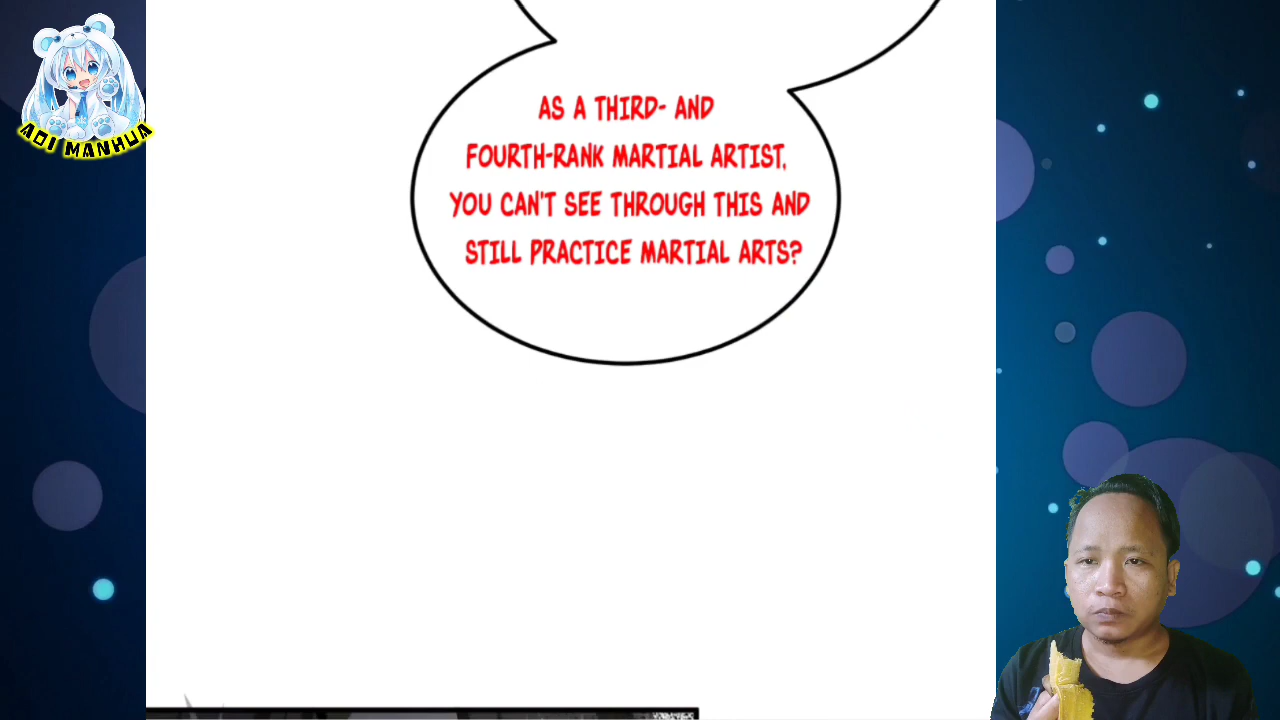 AOI MANHUA
AS A THIRD- AND
FOURTH-RANK MARTIAL ARTIST,
YOU CAN'T SEE THROUGH THIS AND
STILL PRACTICE MARTIAL ARTS?